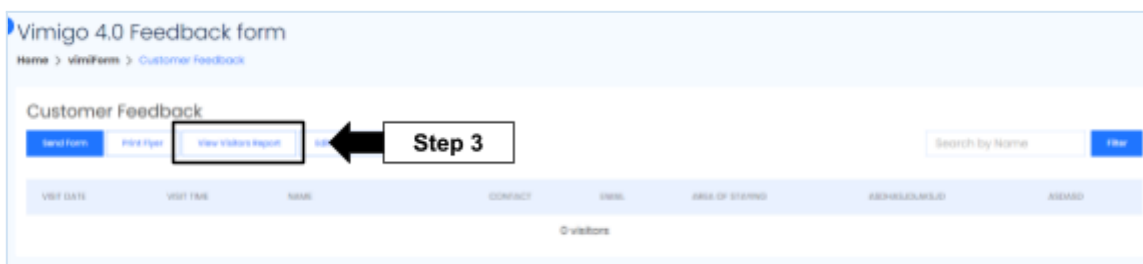 Vimigo 4.0 Feedback form
Home > vimiForm > Customer Feedback
Customer Feedback
Send Form Print Flyer View Visitors Report Step 3 Search by Name Filter
VISIT DATE VISIT TIME NAME CONTACT EMAIL AREA OF STAYING ASDASD
0 visitors